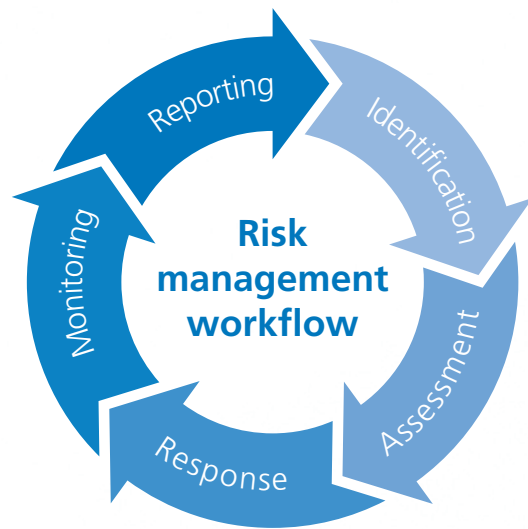 Risk
management
workflow
Identification
Assessment
Response
Monitoring
Reporting